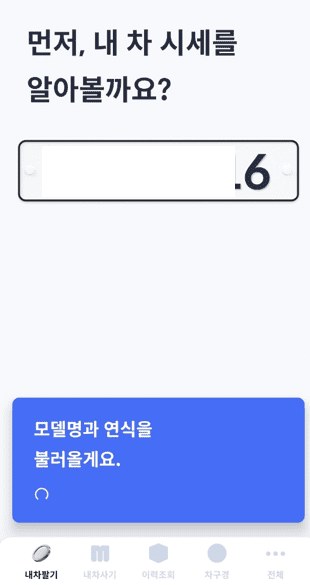 먼저, 내 차 시세를
알아볼까요?
6
모델명과 연식을
불러올게요.
내차팔기 내차사기 이력조회 차구경 전체